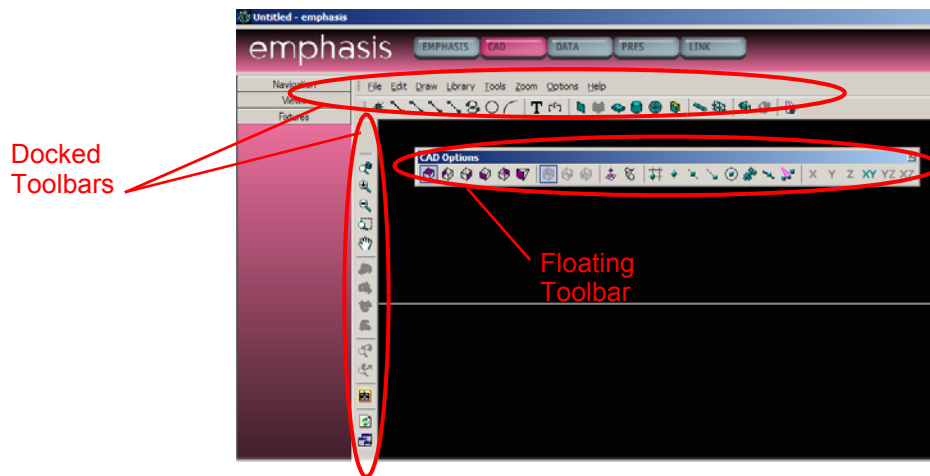 Untitled - emphasis
emphasis EMPHASIS CAD DATA PRES LINK
Navigation
Views
Fixtures
File Edit Draw Library Tools Zoom Options Help
T
CAD Options
X Y Z XY YZ XZ
Docked
Toolbars
Floating
Toolbar